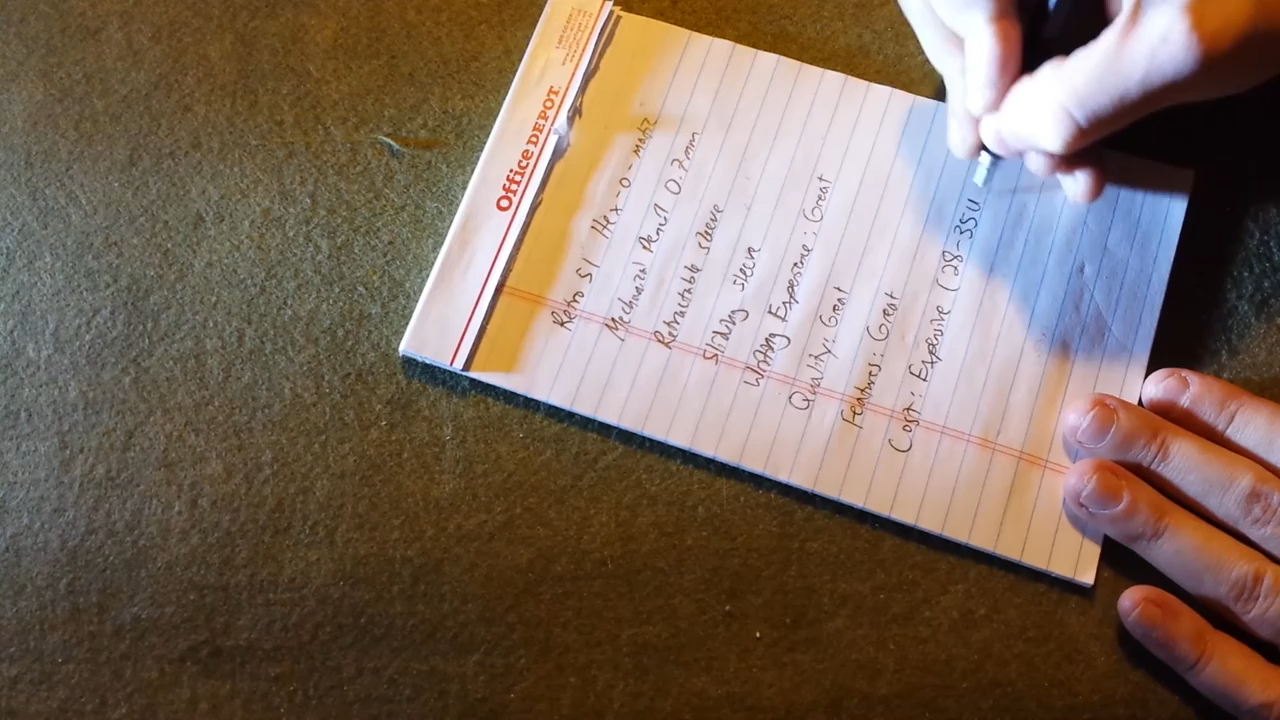 Office DEPOT
Retro 51 Hex-o-matic
Mechanical Pencil 0.7mm
Retractable sleeve
Sliding sleeve
Writing Experience: Great
Quality: Great
Features: Great
Cost: Expensive (28-35U